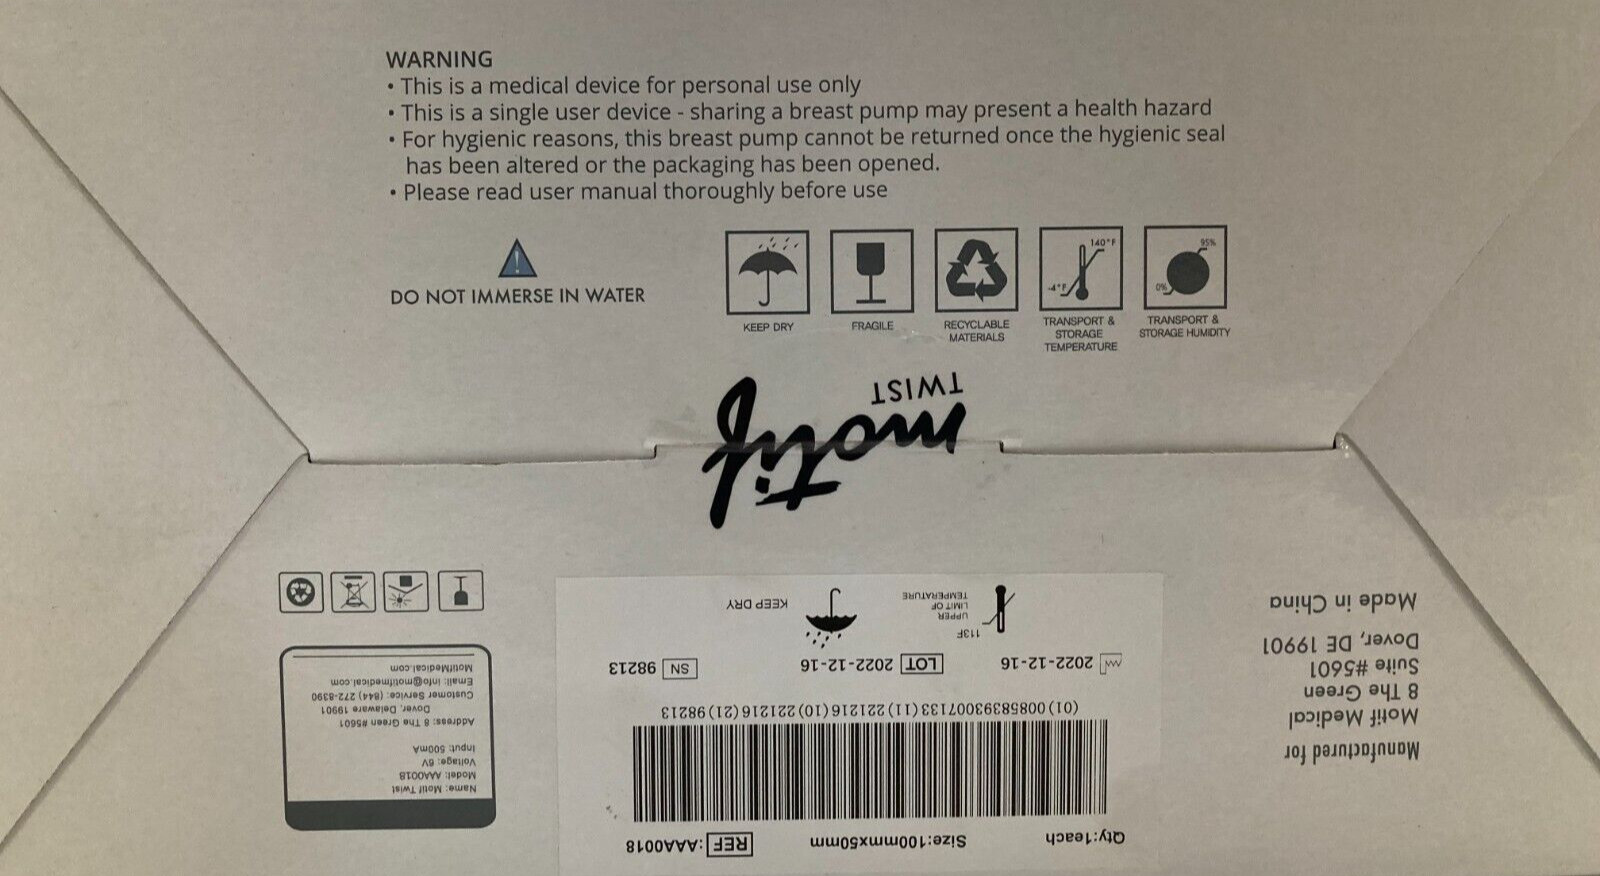 WARNING
• This is a medical device for personal use only
• This is a single user device - sharing a breast pump may present a health hazard
• For hygienic reasons, this breast pump cannot be returned once the hygienic seal
has been altered or the packaging has been opened.
• Please read user manual thoroughly before use
!
DO NOT IMMERSE IN WATER
KEEP DRY
FRAGILE
RECYCLABLE
MATERIALS
140°F
-4°F
TRANSPORT &
STORAGE
TEMPERATURE
95%
0%
TRANSPORT &
STORAGE HUMIDITY
motif
TWIST
Manufactured for
Motif Medical
8 The Green
Suite #5601
Dover, DE 19901
Made in China
Qty:1each
Size:100mmx50mm
REF :AAA0018
(01) 00858393007133 (11) 221216 (10) 221216 (21) 98213
2022-12-16
LOT 2022-12-16
SN 98213
113F
UPPER
LIMIT OF
TEMPERATURE
KEEP DRY
Name: Motif Twist
Model: AAA0018
Voltage: 6V
Input: 500mA
Address: 8 The Green #5601
Dover, Delaware 19901
Customer Service: (844) 272-8390
Email: info@motifmedical.com
MotifMedical.com